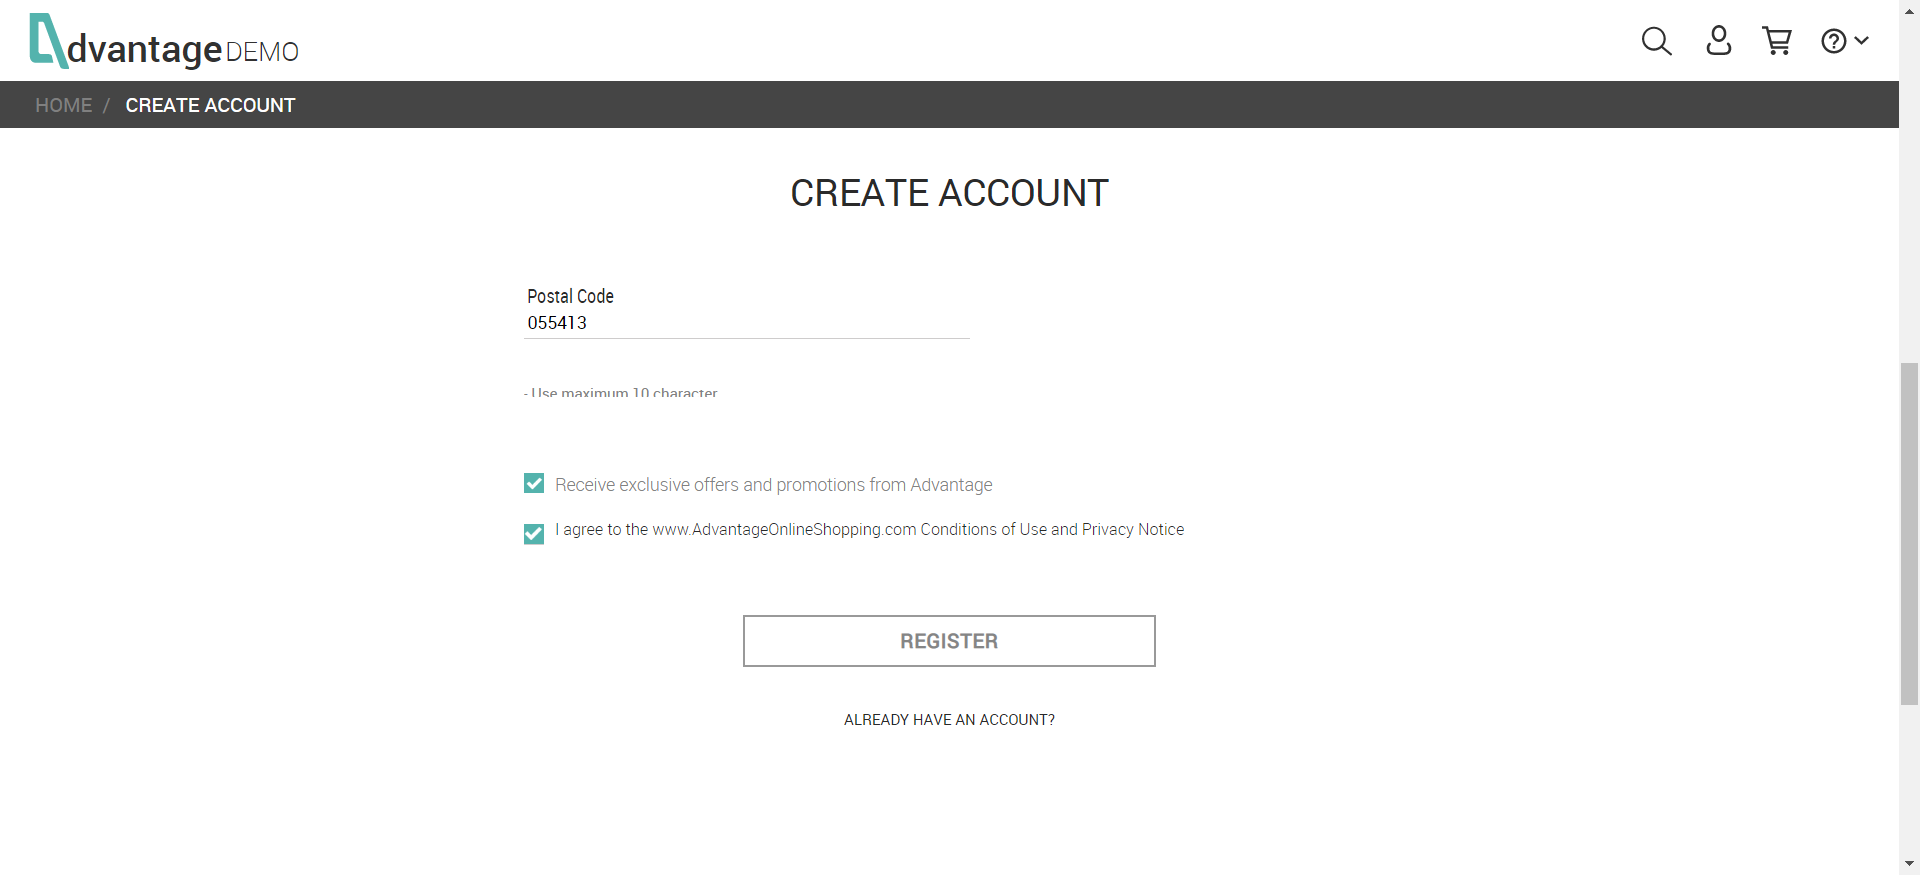 dvantage DEMO
HOME / CREATE ACCOUNT
CREATE ACCOUNT
Postal Code
055413
- Use maximum 10 character
Receive exclusive offers and promotions from Advantage
I agree to the www.AdvantageOnlineShopping.com Conditions of Use and Privacy Notice
REGISTER
ALREADY HAVE AN ACCOUNT?